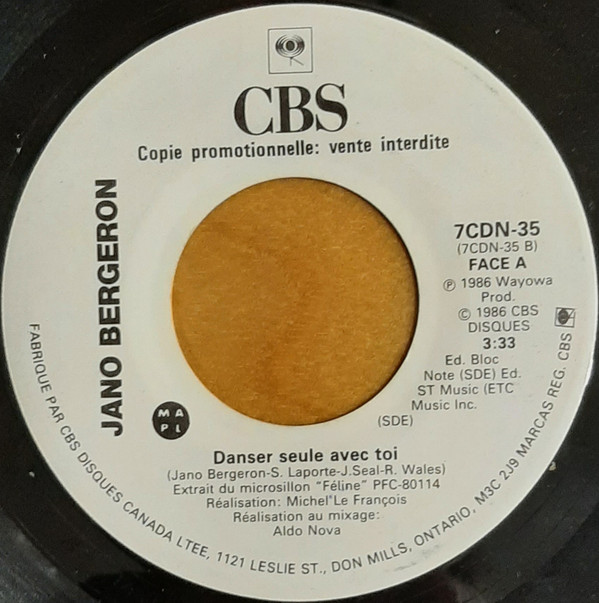 CBS
Copie promotionnelle: vente interdite
JANO BERGERON
7CDN-35
(7CDN-35 B)
FACE A
℗ 1986 Wayowa
Prod.
© 1986 CBS
DISQUES
3:33
Ed. Bloc
Note (SDE) Ed.
ST Music (ETC
Music Inc.
(SDE)
MA
PL
Danser seule avec toi
(Jano Bergeron-S. Laporte-J.Seal-R. Wales)
Extrait du microsillon "Féline" PFC-80114
Réalisation: Michel Le François
Réalisation au mixage:
Aldo Nova
FABRIQUE PAR CBS DISQUES CANADA LTEE, 1121 LESLIE ST., DON MILLS, ONTARIO, M3C 2J9 MARCAS REG. CBS